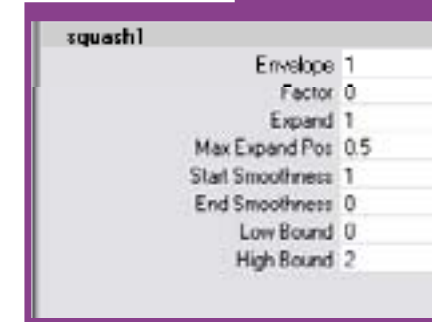 squash1
Envelope 1
Factor 0
Expand 1
Max Expand Pos 0.5
Start Smoothness 1
End Smoothness 0
Low Bound 0
High Bound 2